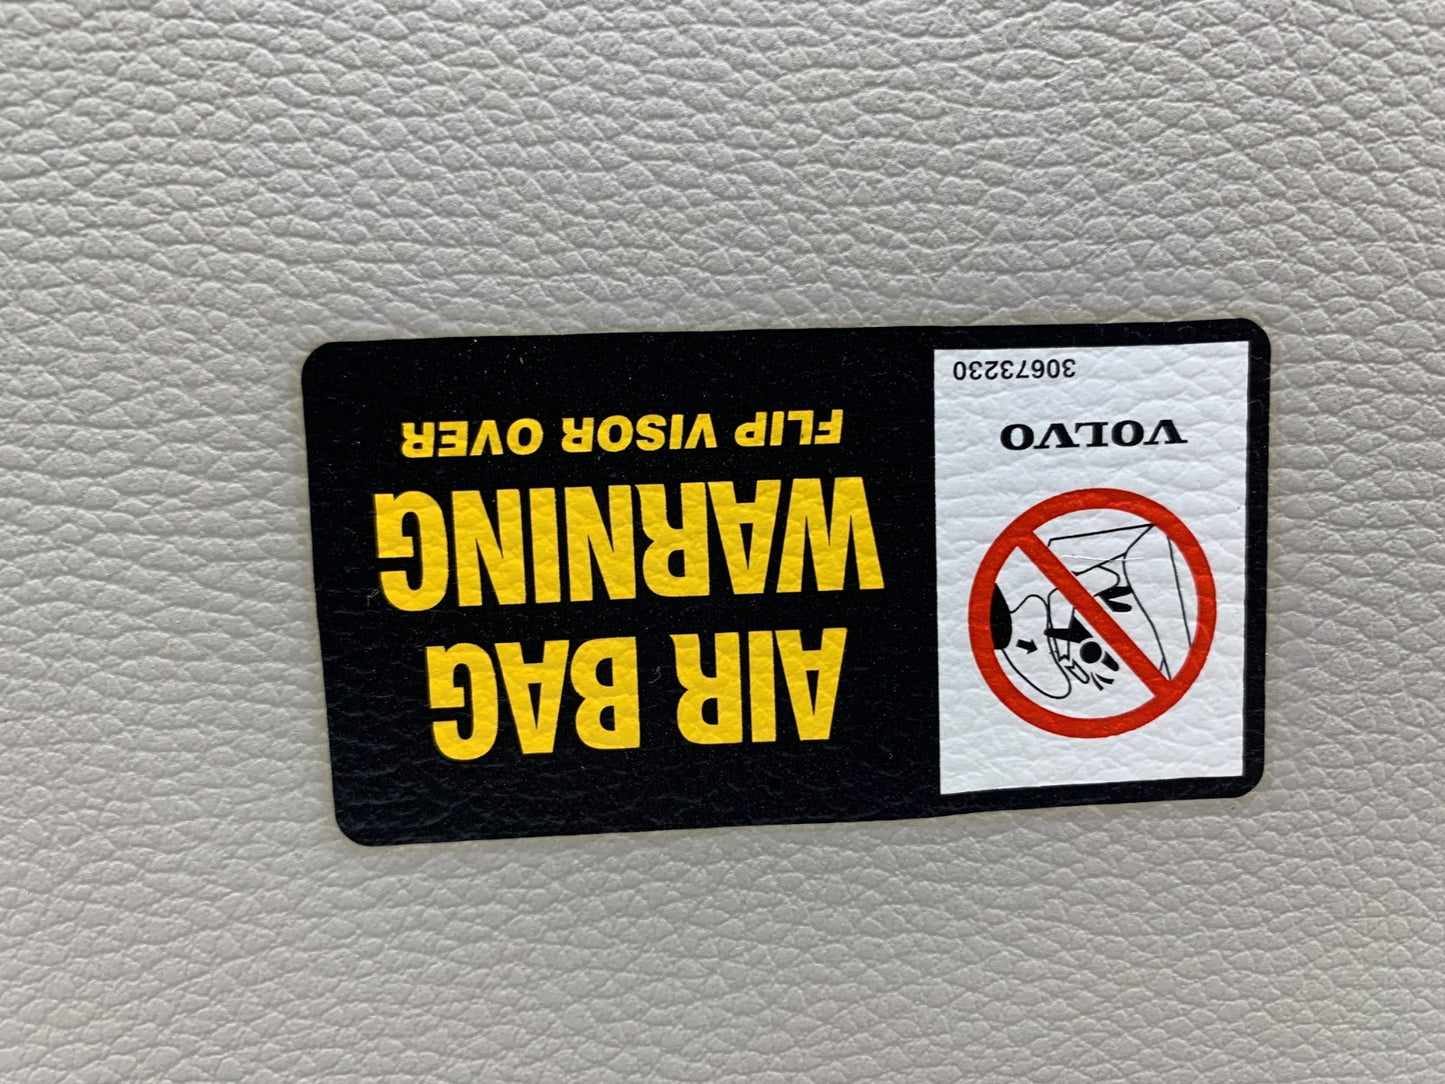 AIR BAG
WARNING
FLIP VISOR OVER
VOLVO
30673230